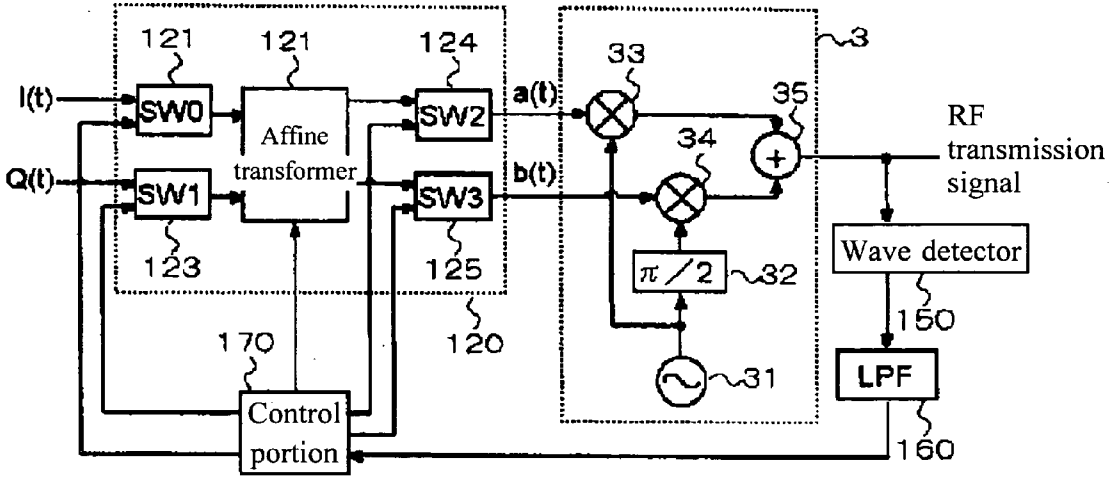 121
121
124
I(t)
SW0
Affine
transformer
SW2
a(t)
33
3
35
RF
transmission
signal
34
+
Q(t)
SW1
SW3
b(t)
123
125
π/2
32
Wave detector
150
120
170
31
LPF
160
Control
portion